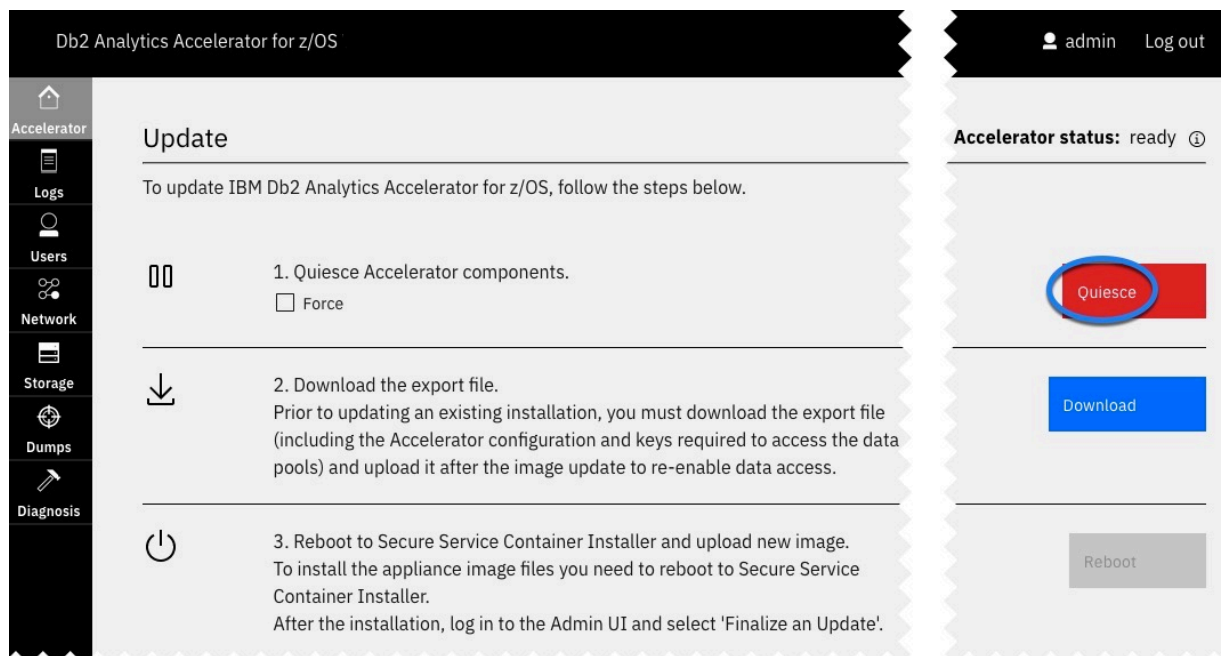 Db2 Analytics Accelerator for z/OS
admin Log out
Accelerator
Logs
Users
Network
Storage
Dumps
Diagnosis
Update
Accelerator status: ready
To update IBM Db2 Analytics Accelerator for z/OS, follow the steps below.
1. Quiesce Accelerator components.
Force
Quiesce
2. Download the export file.
Prior to updating an existing installation, you must download the export file
(including the Accelerator configuration and keys required to access the data
pools) and upload it after the image update to re-enable data access.
Download
3. Reboot to Secure Service Container Installer and upload new image.
To install the appliance image files you need to reboot to Secure Service
Container Installer.
After the installation, log in to the Admin UI and select 'Finalize an Update'.
Reboot